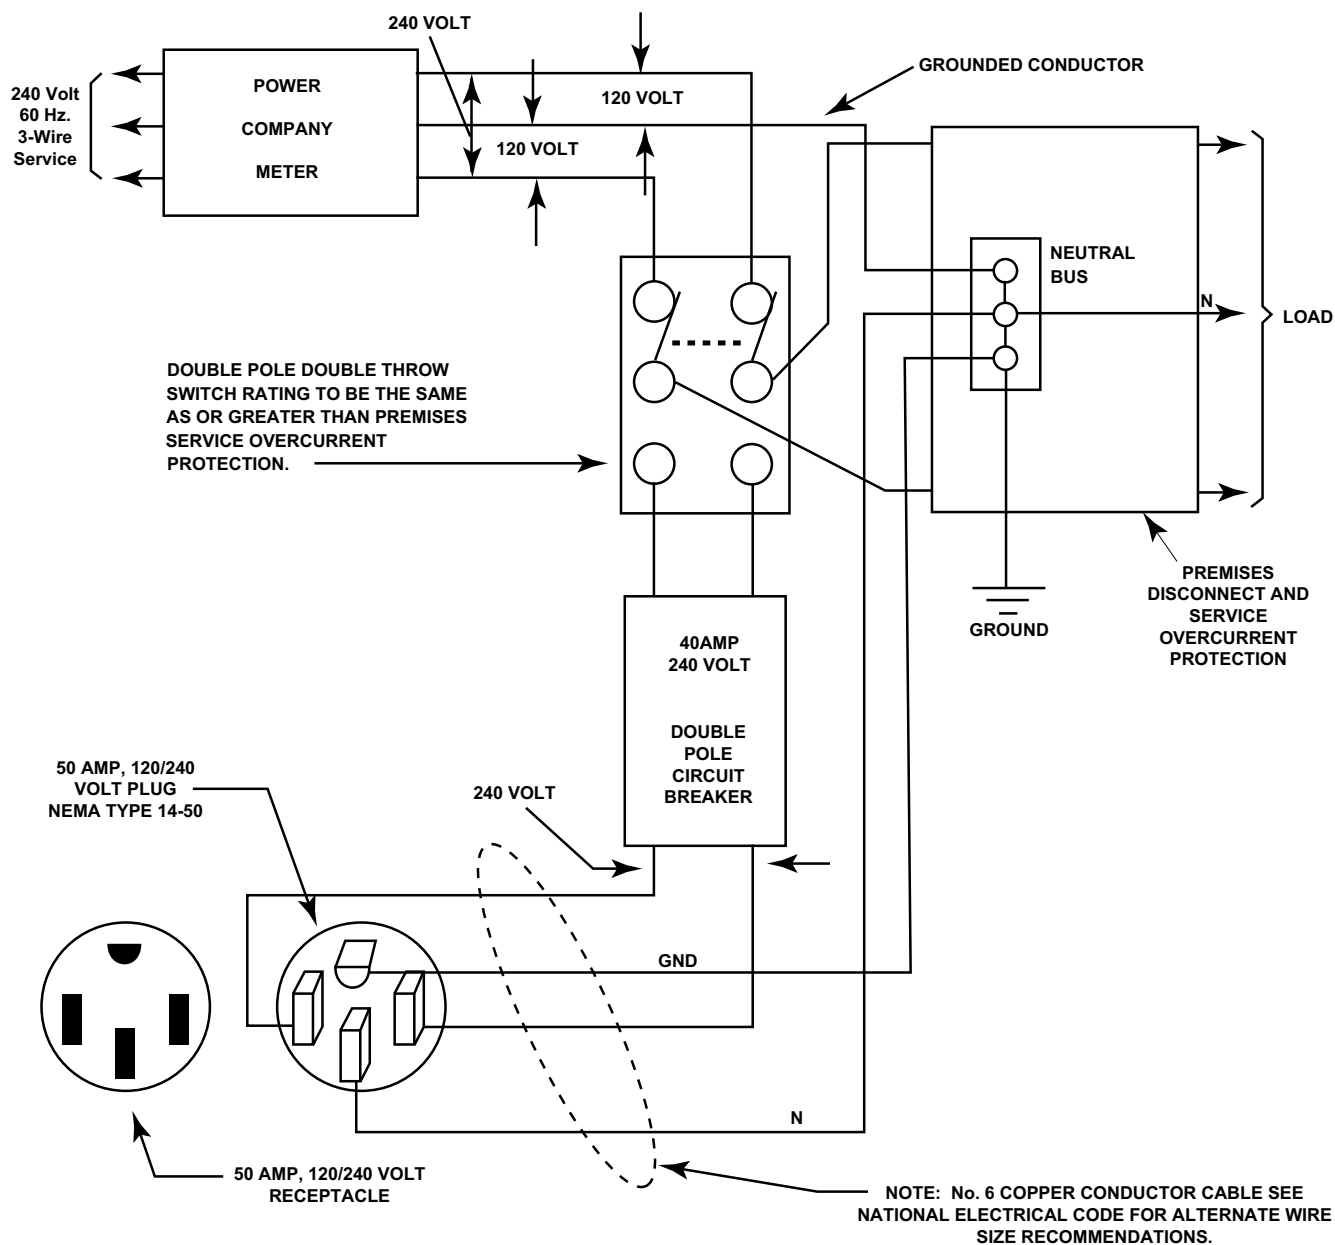 240 VOLT
GROUNDED CONDUCTOR
240 Volt
60 Hz.
3-Wire
Service
POWER
COMPANY
METER
120 VOLT
120 VOLT
NEUTRAL
BUS
N
LOAD
DOUBLE POLE DOUBLE THROW
SWITCH RATING TO BE THE SAME
AS OR GREATER THAN PREMISES
SERVICE OVERCURRENT
PROTECTION.
PREMISES
DISCONNECT AND
SERVICE
OVERCURRENT
PROTECTION
GROUND
40AMP
240 VOLT
DOUBLE
POLE
CIRCUIT
BREAKER
50 AMP, 120/240
VOLT PLUG
NEMA TYPE 14-50
240 VOLT
GND
N
50 AMP, 120/240 VOLT
RECEPTACLE
NOTE: No. 6 COPPER CONDUCTOR CABLE SEE
NATIONAL ELECTRICAL CODE FOR ALTERNATE WIRE
SIZE RECOMMENDATIONS.